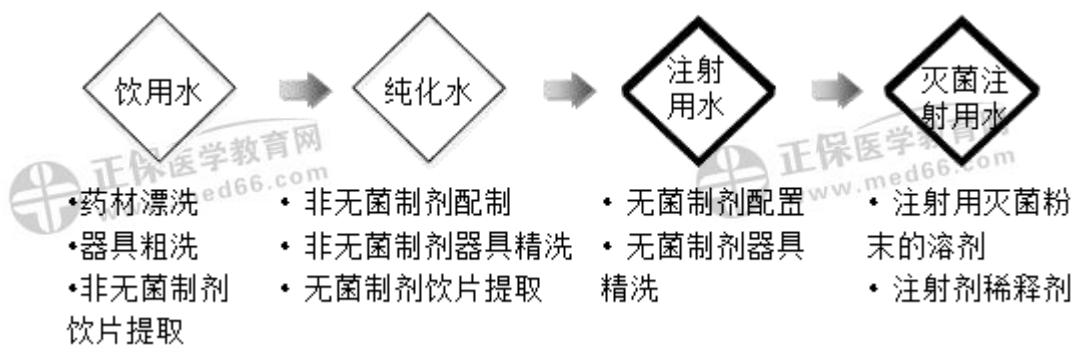 饮用水
纯化水
注射
用水
灭菌注
射用水
正保医学教育网
www.med66.com
正保医学教育网
www.med66.com
•药材漂洗
•器具粗洗
•非无菌制剂
饮片提取
• 非无菌制剂配制
• 非无菌制剂器具精洗
• 无菌制剂饮片提取
• 无菌制剂配置
• 无菌制剂器具
精洗
• 注射用灭菌粉
末的溶剂
• 注射剂稀释剂